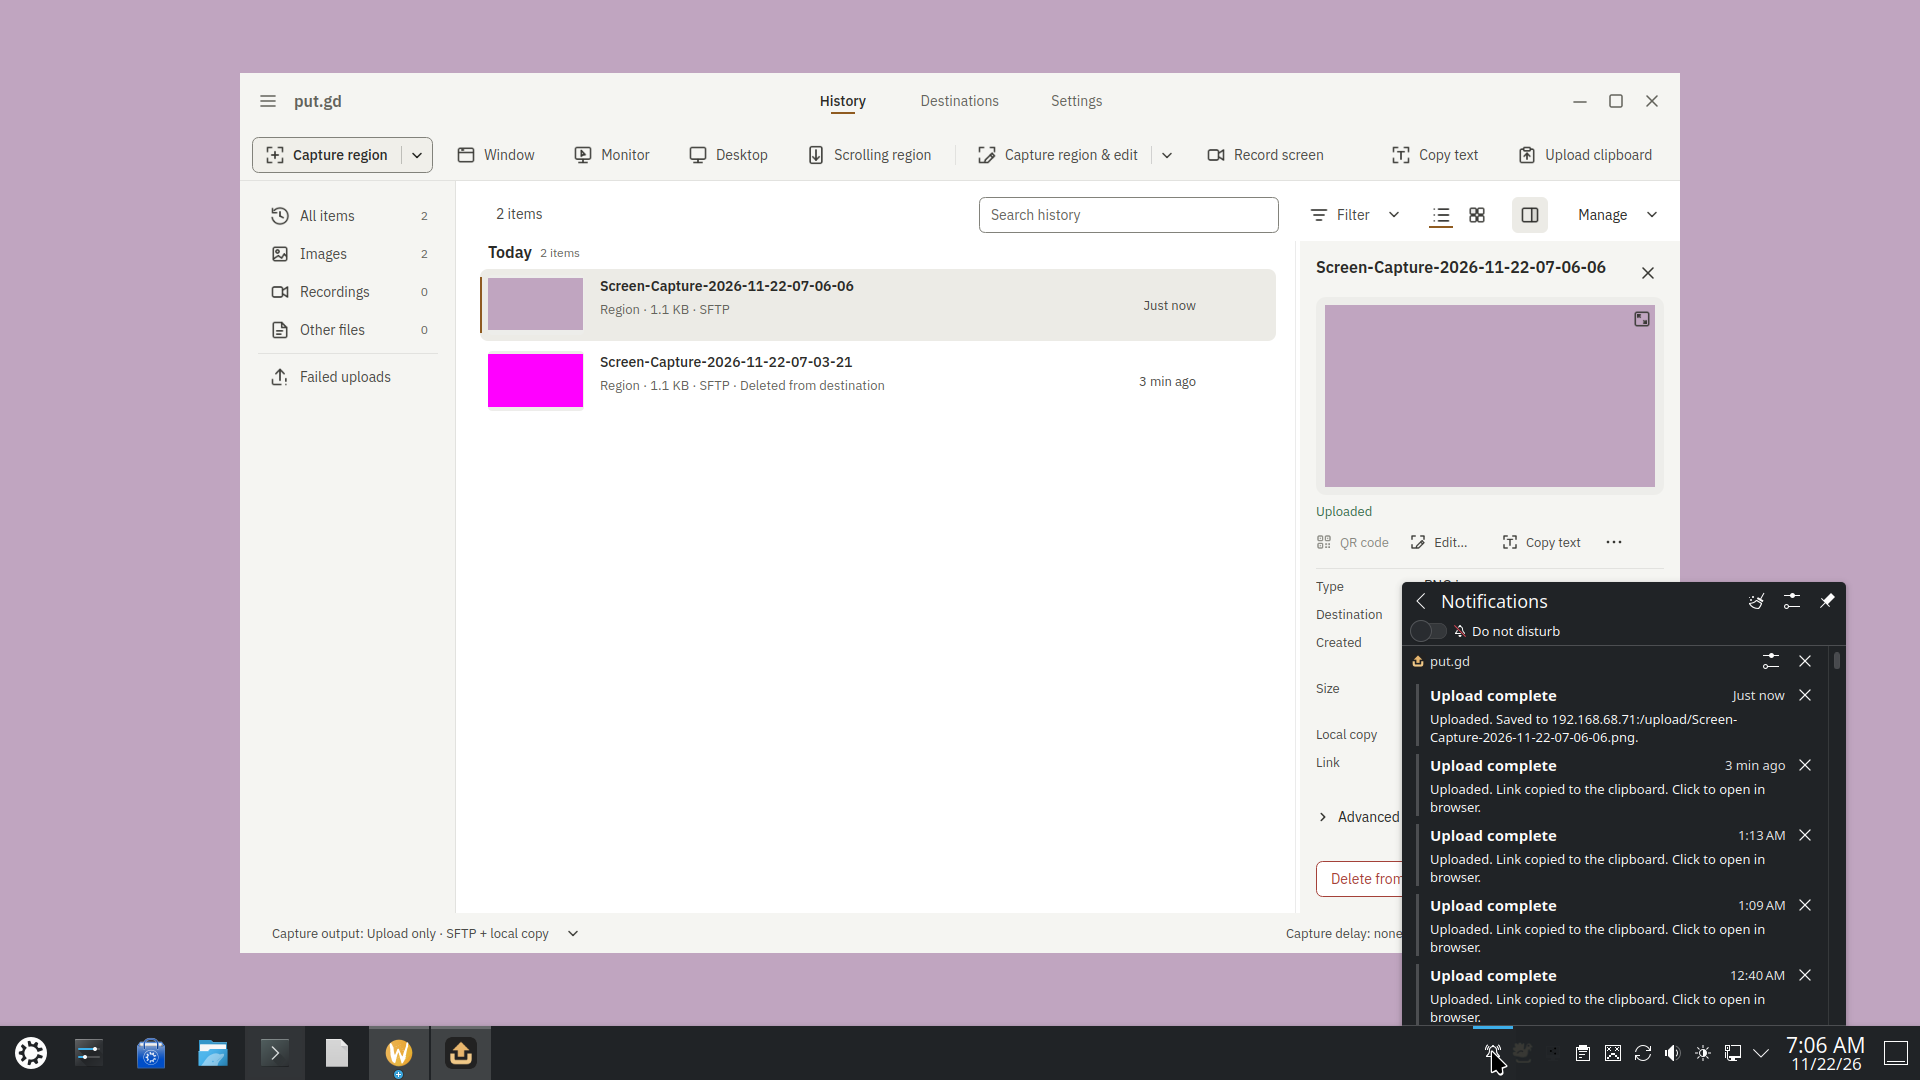 put.gd
History
Destinations
Settings
Capture region
Window
Monitor
Desktop
Scrolling region
Capture region & edit
Record screen
Copy text
Upload clipboard
All items 2
Images 2
Recordings 0
Other files 0
Failed uploads
2 items
Search history
Filter
Manage
Today 2 items
Screen-Capture-2026-11-22-07-06-06
Region · 1.1 KB · SFTP
Just now
Screen-Capture-2026-11-22-07-03-21
Region · 1.1 KB · SFTP · Deleted from destination
3 min ago
Screen-Capture-2026-11-22-07-06-06
Uploaded
QR code
Edit...
Copy text
Type
Destination
Created
Size
Local copy
Link
Advanced
Delete from
Capture output: Upload only · SFTP + local copy
Capture delay: none
Notifications
Do not disturb
put.gd
Upload complete Just now
Uploaded. Saved to 192.168.68.71:/upload/Screen-
Capture-2026-11-22-07-06-06.png.
Upload complete 3 min ago
Uploaded. Link copied to the clipboard. Click to open in
browser.
Upload complete 1:13 AM
Uploaded. Link copied to the clipboard. Click to open in
browser.
Upload complete 1:09 AM
Uploaded. Link copied to the clipboard. Click to open in
browser.
Upload complete 12:40 AM
Uploaded. Link copied to the clipboard. Click to open in
browser.
7:06 AM
11/22/26